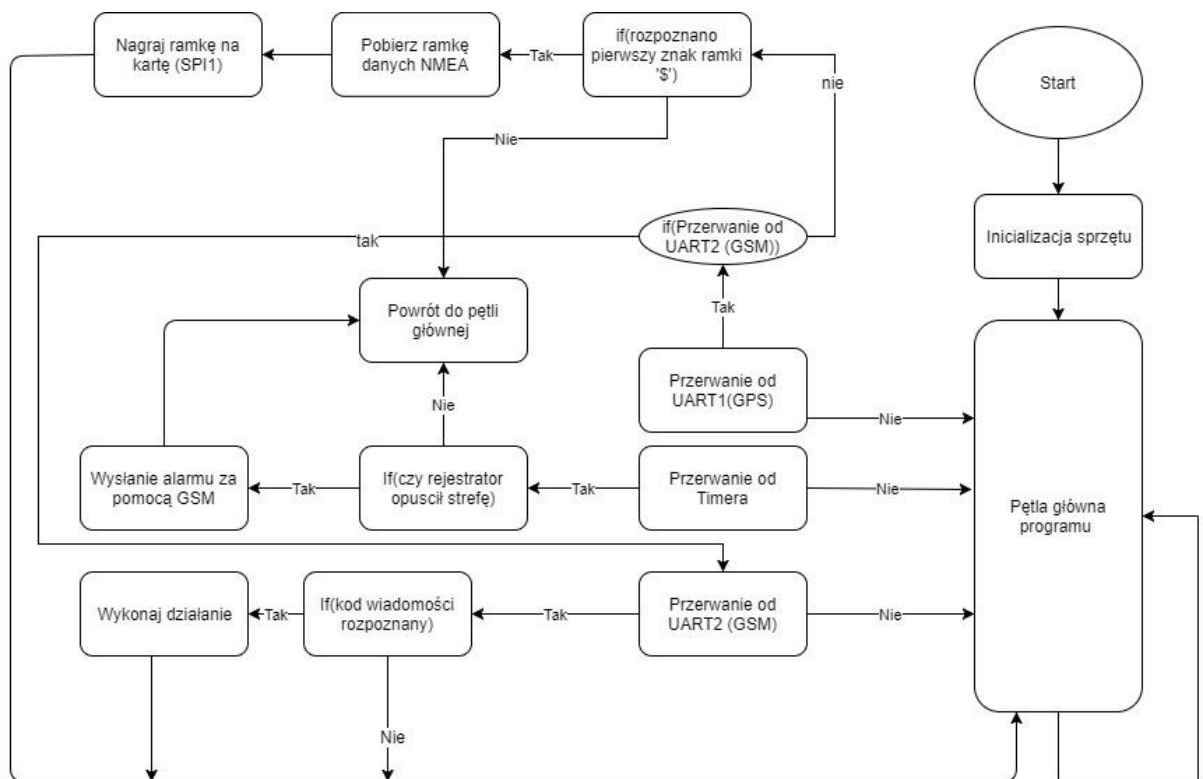 Nagraj ramkę na
kartę (SPI1)
Pobierz ramkę
danych NMEA
Tak
if(rozpoznano
pierwszy znak ramki
'$')
nie
Start
Nie
Inicializacja sprzętu
tak
if(Przerwanie od
UART2 (GSM))
Tak
Powrót do pętli
głównej
Przerwanie od
UART1(GPS)
Nie
Nie
Wysłanie alarmu za
pomocą GSM
Tak
If(czy rejestrator
opuscił strefę)
Tak
Przerwanie od
Timera
Nie
Pętla główna
programu
Wykonaj działanie
Tak
If(kod wiadomości
rozpoznany)
Tak
Przerwanie od
UART2 (GSM)
Nie
Nie